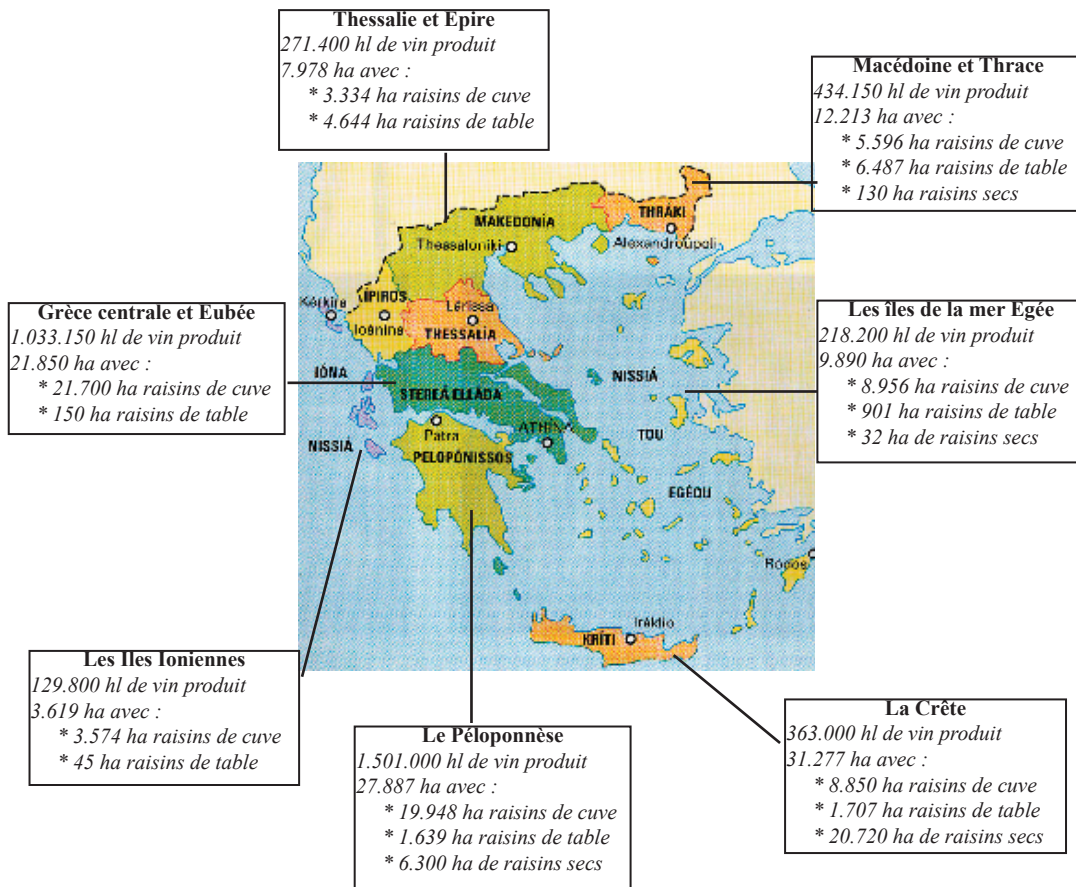 Thessalie et Epire
271.400 hl de vin produit
7.978 ha avec :
* 3.334 ha raisins de cuve
* 4.644 ha raisins de table
Macédoine et Thrace
434.150 hl de vin produit
12.213 ha avec :
* 5.596 ha raisins de cuve
* 6.487 ha raisins de table
* 130 ha raisins secs
Grèce centrale et Eubée
1.033.150 hl de vin produit
21.850 ha avec :
* 21.700 ha raisins de cuve
* 150 ha raisins de table
Les îles de la mer Egée
218.200 hl de vin produit
9.890 ha avec :
* 8.956 ha raisins de cuve
* 901 ha raisins de table
* 32 ha de raisins secs
MAKEDONÍA
THRÁKI
Thessaloníki
Alexandroúpoli
Kérkira
ÍPIROS
Ioánina
Lárissa
THESSALÍA
IÓNA
NISSIÁ
STEREÁ ELLÁDA
NISSIÁ
TOU
EGÉOU
Pátra
ATHÍNA
PELOPÓNISSOS
Ródos
Iráklio
KRÍTI
Les Iles Ioniennes
129.800 hl de vin produit
3.619 ha avec :
* 3.574 ha raisins de cuve
* 45 ha raisins de table
Le Péloponnèse
1.501.000 hl de vin produit
27.887 ha avec :
* 19.948 ha raisins de cuve
* 1.639 ha raisins de table
* 6.300 ha de raisins secs
La Crête
363.000 hl de vin produit
31.277 ha avec :
* 8.850 ha raisins de cuve
* 1.707 ha raisins de table
* 20.720 ha de raisins secs